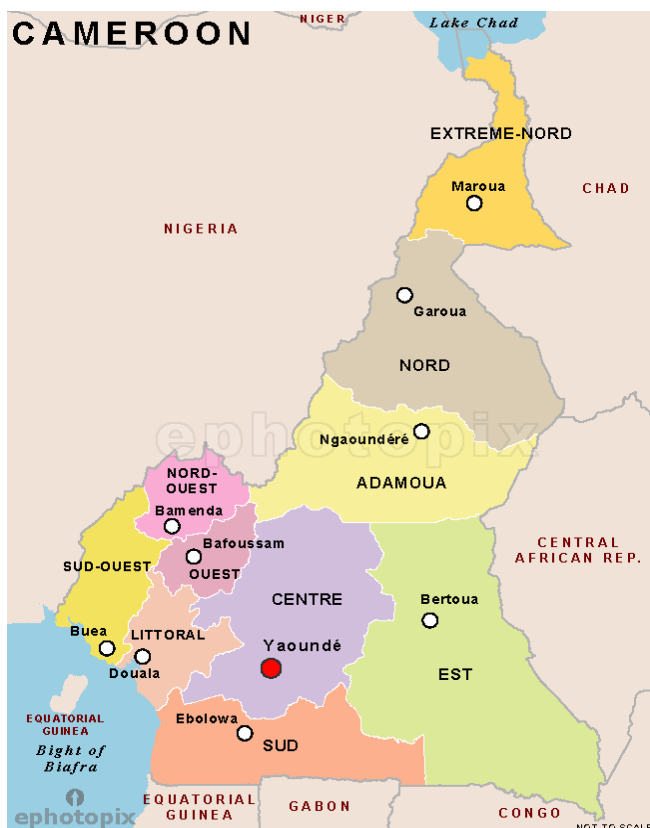 CAMEROON
NIGER
Lake Chad
EXTREME-NORD
Maroua
CHAD
NIGERIA
Garoua
NORD
ephotopix
Ngaoundéré
ADAMOUA
NORD-
OUEST
Bamenda
Bafoussam
OUEST
SUD-OUEST
CENTRAL
AFRICAN REP.
CENTRE
Bertoua
Buea
LITTORAL
Yaoundé
Douala
EST
EQUATORIAL
GUINEA
Ebolowa
SUD
Bight of
Biafra
ephotopix
EQUATORIAL
GUINEA
GABON
CONGO
NOT TO SCALE